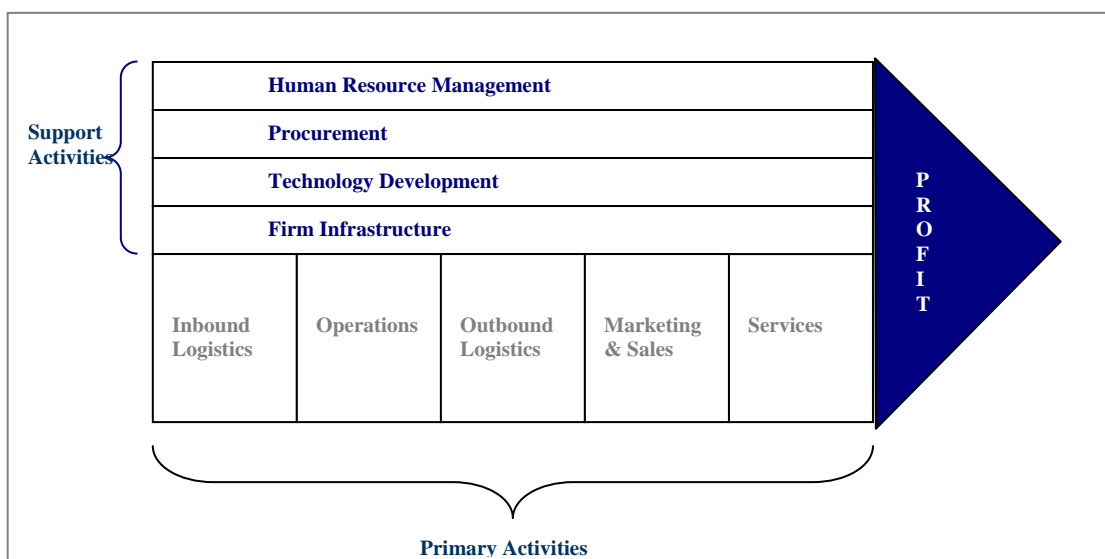 Human Resource Management
Support
Activities
Procurement
Technology Development
Firm Infrastructure
Inbound
Logistics
Operations
Outbound
Logistics
Marketing
& Sales
Services
P
R
O
F
I
T
Primary Activities